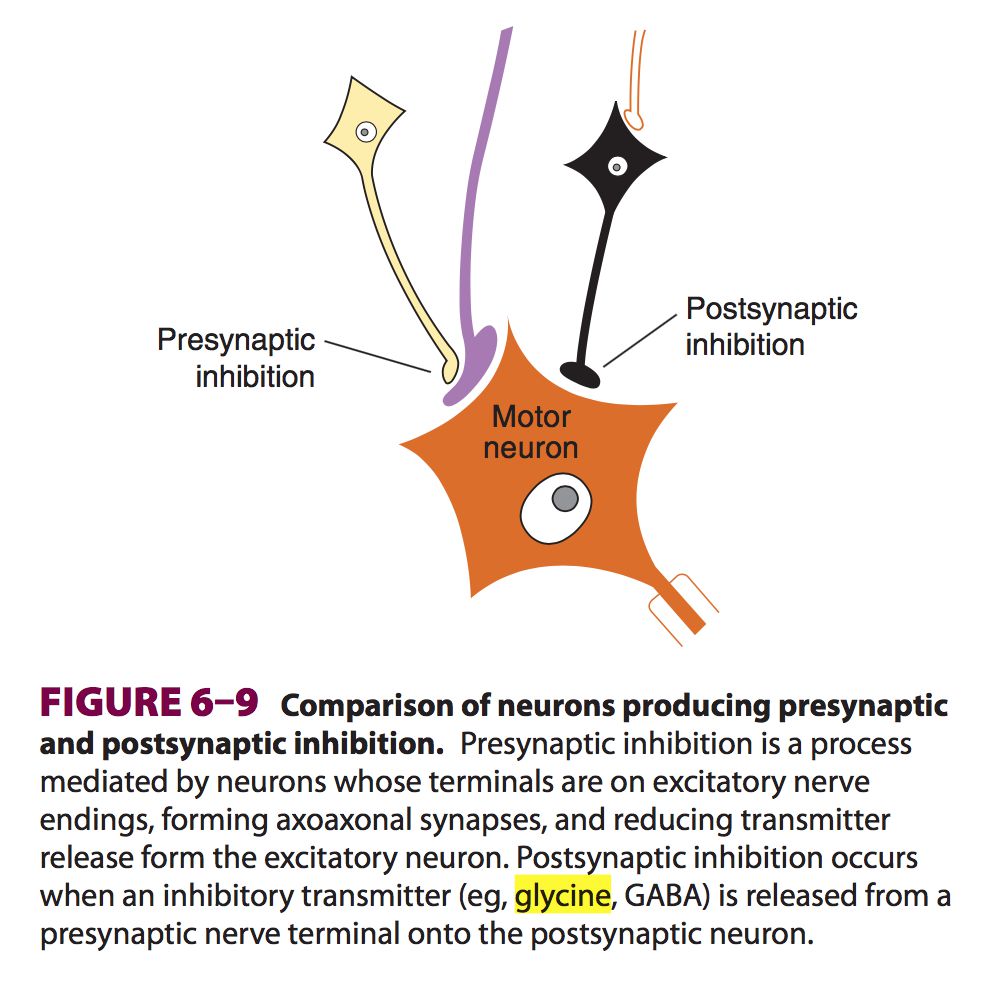 Presynaptic
inhibition
Postsynaptic
inhibition
Motor
neuron
FIGURE 6–9 Comparison of neurons producing presynaptic
and postsynaptic inhibition. Presynaptic inhibition is a process
mediated by neurons whose terminals are on excitatory nerve
endings, forming axoaxonal synapses, and reducing transmitter
release form the excitatory neuron. Postsynaptic inhibition occurs
when an inhibitory transmitter (eg, glycine, GABA) is released from a
presynaptic nerve terminal onto the postsynaptic neuron.